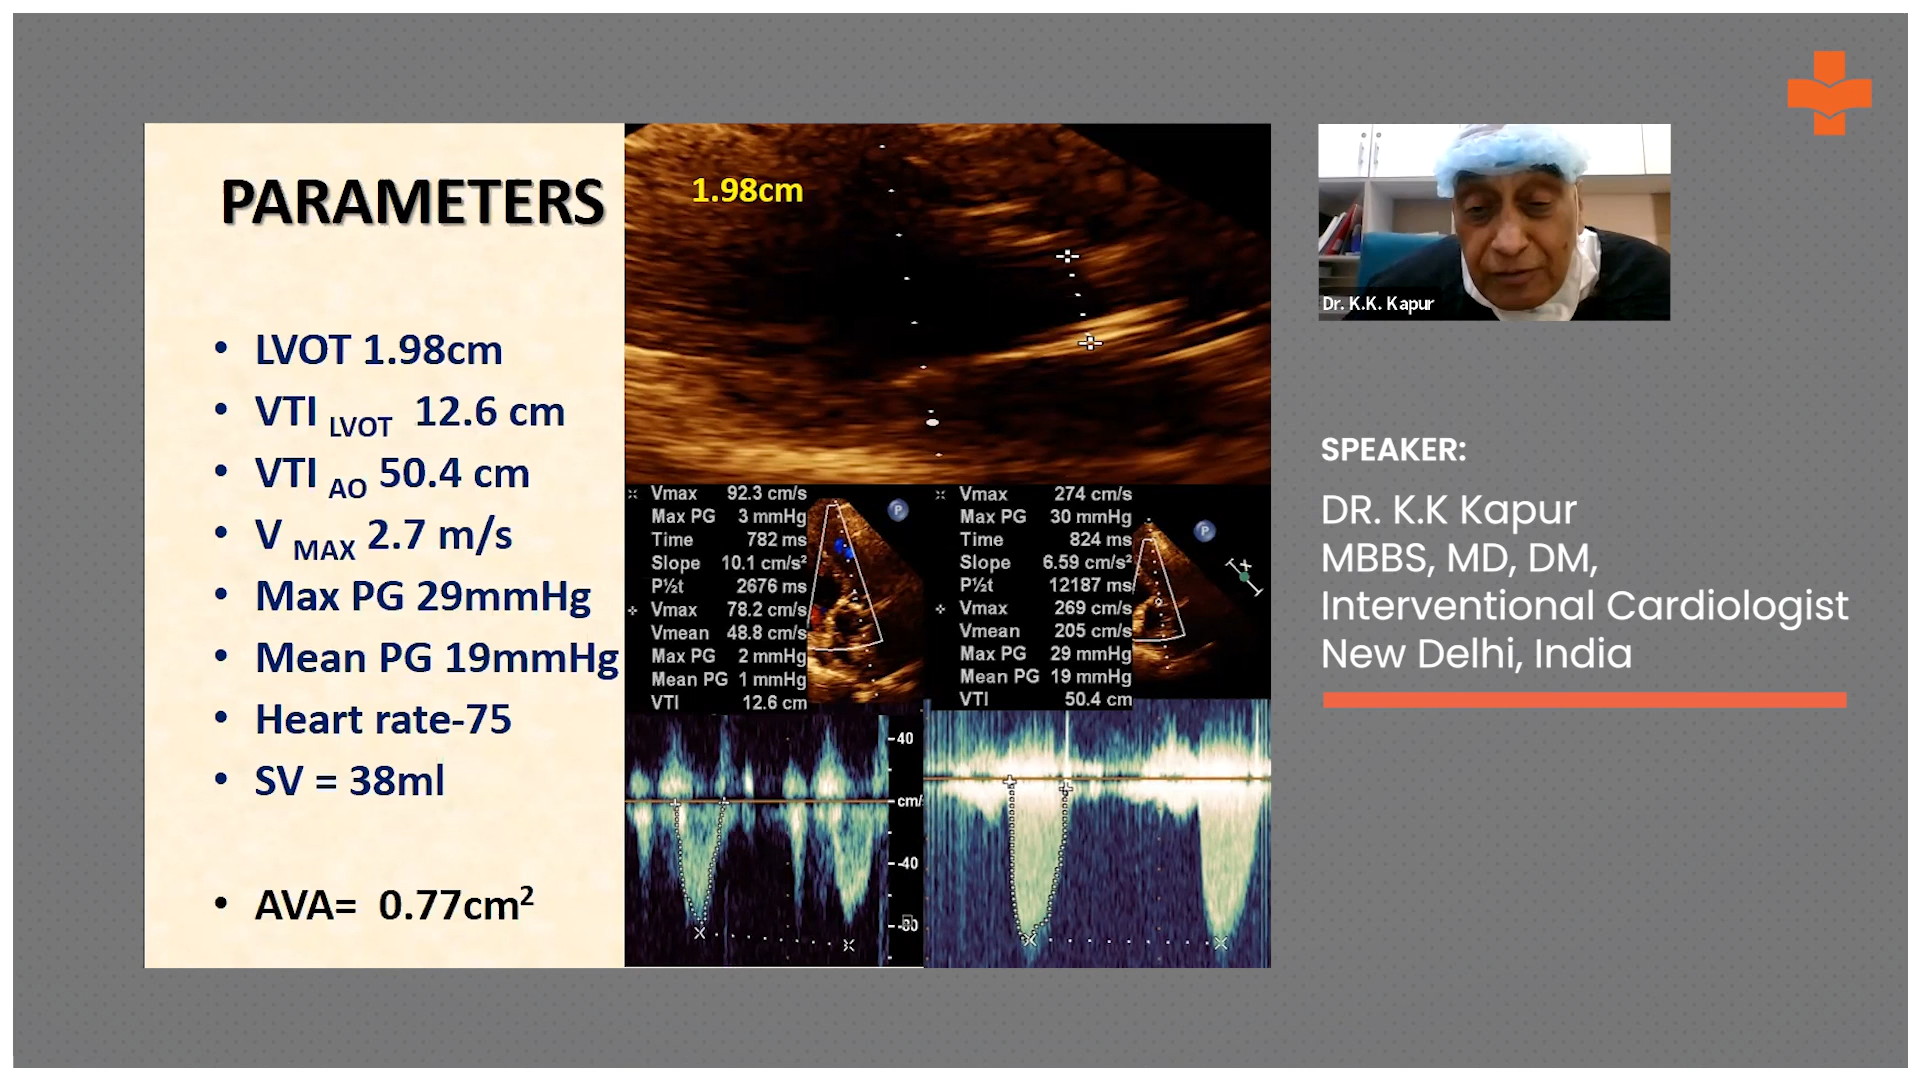 PARAMETERS
• LVOT 1.98cm
• VTI LVOT 12.6 cm
• VTI AO 50.4 cm
• V MAX 2.7 m/s
• Max PG 29mmHg
• Mean PG 19mmHg
• Heart rate-75
• SV = 38ml
• AVA= 0.77cm²
1.98cm
Vmax 92.3 cm/s
Max PG 3 mmHg
Time 782 ms
Slope 10.1 cm/s²
P½t 2676 ms
Vmax 78.2 cm/s
Vmean 48.8 cm/s
Max PG 2 mmHg
Mean PG 1 mmHg
VTI 12.6 cm
P
40
cm/
-40
-80
Vmax 274 cm/s
Max PG 30 mmHg
Time 824 ms
Slope 6.59 cm/s²
P½t 12187 ms
Vmax 269 cm/s
Vmean 205 cm/s
Max PG 29 mmHg
Mean PG 19 mmHg
VTI 50.4 cm
P
Dr. K.K. Kapur
SPEAKER:
DR. K.K Kapur
MBBS, MD, DM,
Interventional Cardiologist
New Delhi, India